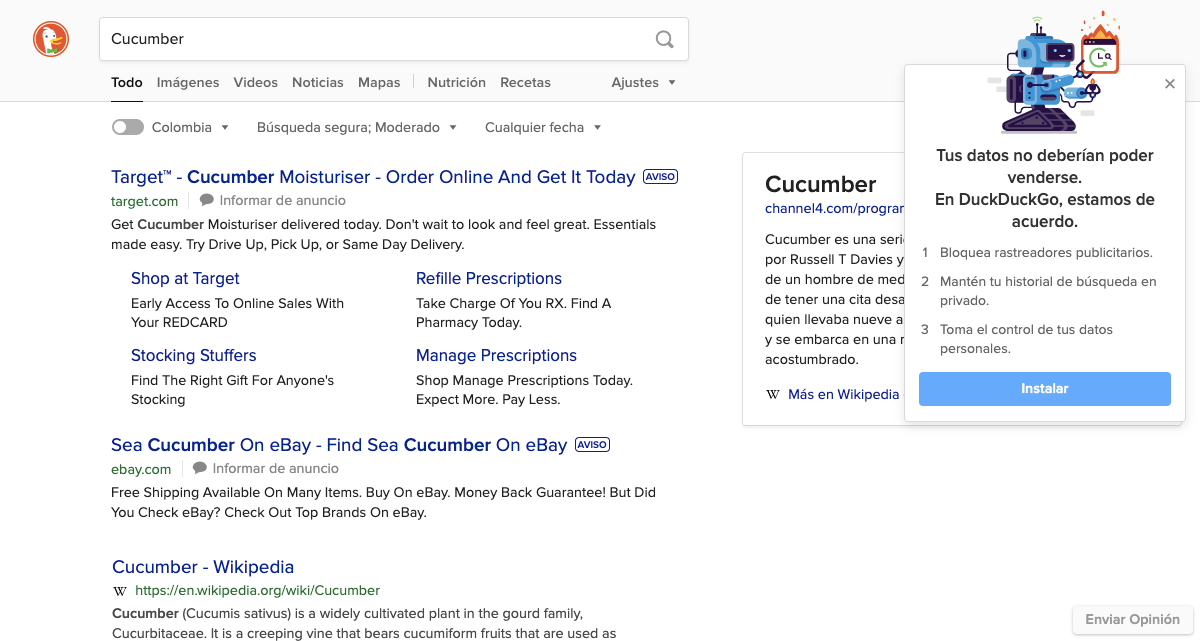 Cucumber
Todo Imágenes Videos Noticias Mapas Nutrición Recetas Ajustes
Colombia Búsqueda segura; Moderado Cualquier fecha
Target™ - Cucumber Moisturiser - Order Online And Get It Today AVISO
target.com Informar de anuncio
Get Cucumber Moisturiser delivered today. Don't wait to look and feel great. Essentials
made easy. Try Drive Up, Pick Up, or Same Day Delivery.
Shop at Target
Early Access To Online Sales With
Your REDCARD
Refille Prescriptions
Take Charge Of You RX. Find A
Pharmacy Today.
Stocking Stuffers
Find The Right Gift For Anyone's
Stocking
Manage Prescriptions
Shop Manage Prescriptions Today.
Expect More. Pay Less.
Sea Cucumber On eBay - Find Sea Cucumber On eBay AVISO
ebay.com Informar de anuncio
Free Shipping Available On Many Items. Buy On eBay. Money Back Guarantee! But Did
You Check eBay? Check Out Top Brands On eBay.
Cucumber - Wikipedia
W https://en.wikipedia.org/wiki/Cucumber
Cucumber (Cucumis sativus) is a widely cultivated plant in the gourd family,
Cucurbitaceae. It is a creeping vine that bears cucumiform fruits that are used as
Cucumber
channel4.com/program
Cucumber es una seri
por Russell T Davies y
de un hombre de med
de tener una cita desa
quien llevaba nueve a
y se embarca en una
acostumbrado.
W Más en Wikipedia
Tus datos no deberían poder
venderse.
En DuckDuckGo, estamos de
acuerdo.
1 Bloquea rastreadores publicitarios.
2 Mantén tu historial de búsqueda en
privado.
3 Toma el control de tus datos
personales.
Instalar
Enviar Opinión